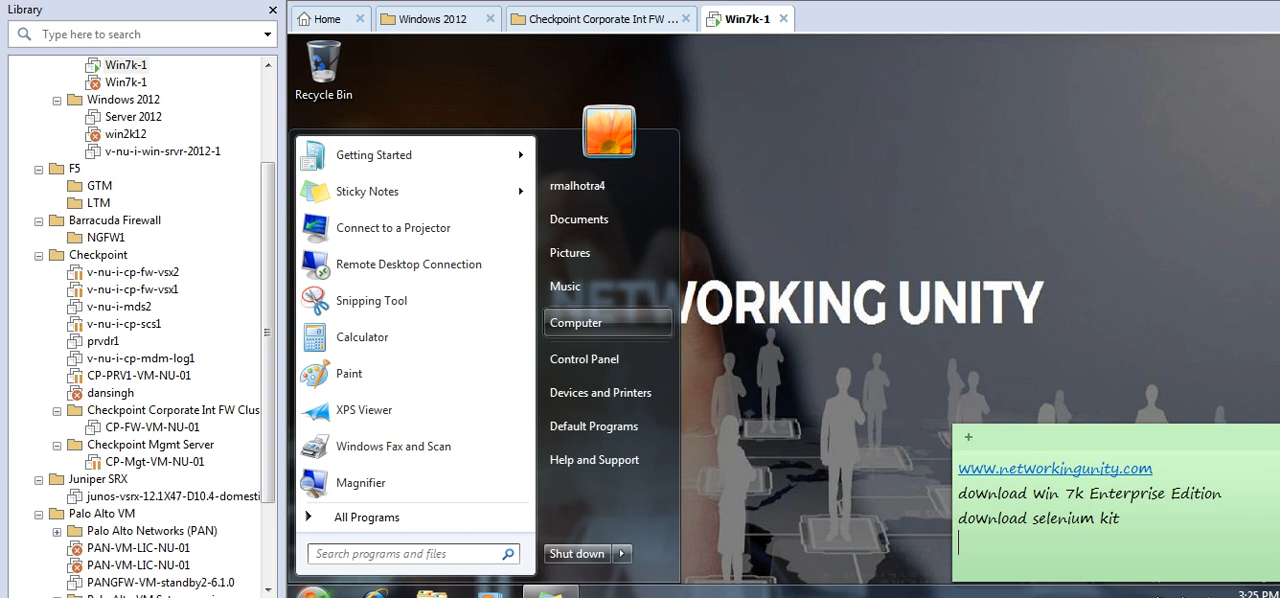 Library
Type here to search
Win7k-1
Win7k-1
Windows 2012
Server 2012
win2k12
v-nu-i-win-srvr-2012-1
F5
GTM
LTM
Barracuda Firewall
NGFW1
Checkpoint
v-nu-i-cp-fw-vsx2
v-nu-i-cp-fw-vsx1
v-nu-i-mds2
v-nu-i-cp-scs1
prvdr1
v-nu-i-cp-mdm-log1
CP-PRV1-VM-NU-01
dansingh
Checkpoint Corporate Int FW Clus
CP-FW-VM-NU-01
Checkpoint Mgmt Server
CP-Mgt-VM-NU-01
Juniper SRX
junos-vsrx-12.1X47-D10.4-domesti
Palo Alto VM
Palo Alto Networks (PAN)
PAN-VM-LIC-NU-01
PAN-VM-LIC-NU-01
PANGFW-VM-standby2-6.1.0
Home
Windows 2012
Checkpoint Corporate Int FW ...
Win7k-1
Recycle Bin
Getting Started
Sticky Notes
Connect to a Projector
Remote Desktop Connection
Snipping Tool
Calculator
Paint
XPS Viewer
Windows Fax and Scan
Magnifier
All Programs
Search programs and files
rmalhotra4
Documents
Pictures
Music
Computer
Control Panel
Devices and Printers
Default Programs
Help and Support
Shut down
NETWORKING UNITY
www.networkingunity.com
download Win 7k Enterprise Edition
download selenium kit
3:25 PM